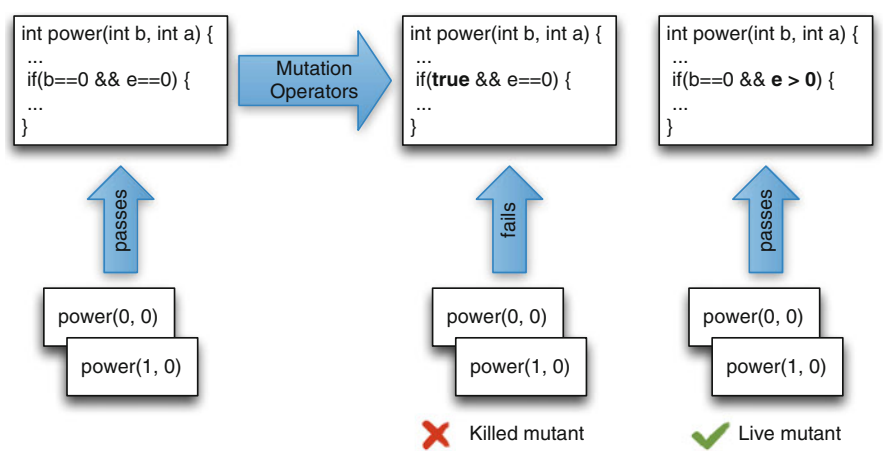 int power(int b, int a) {
...
if(b==0 && e==0) {
...
}
Mutation
Operators
int power(int b, int a) {
...
if(true && e==0) {
...
}
int power(int b, int a) {
...
if(b==0 && e > 0) {
...
}
passes
fails
passes
power(0, 0)
power(1, 0)
power(0, 0)
power(1, 0)
power(0, 0)
power(1, 0)
Killed mutant
Live mutant